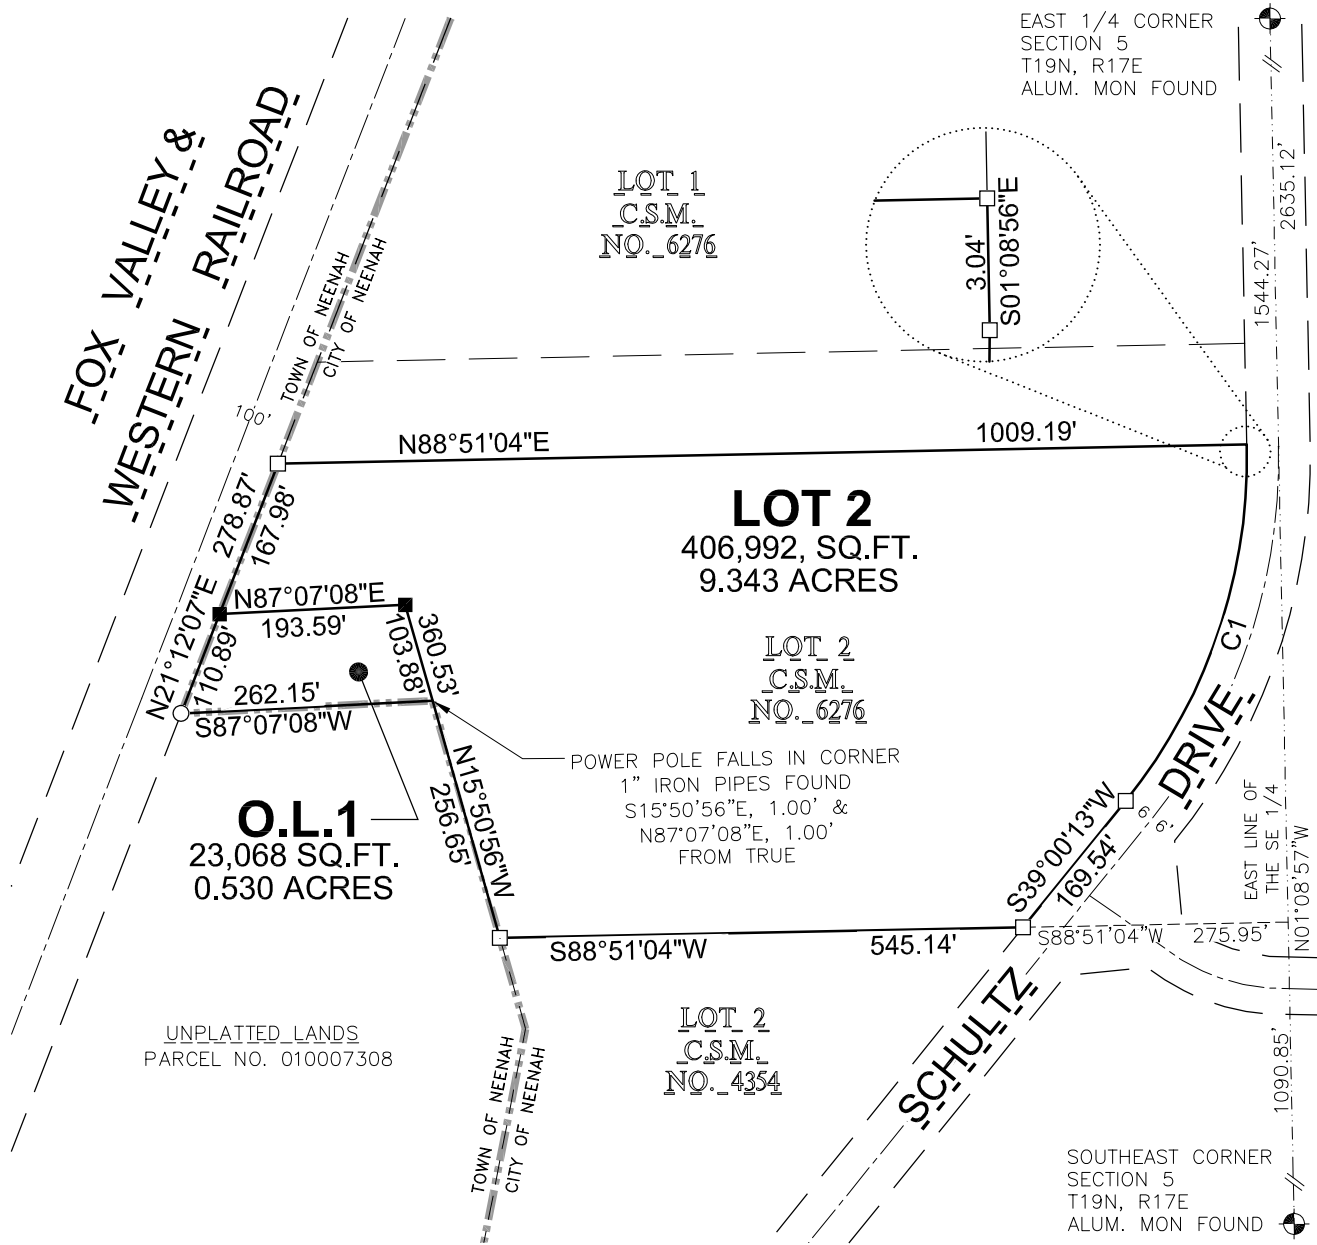 EAST 1/4 CORNER
SECTION 5
T19N, R17E
ALUM. MON FOUND
FOX VALLEY &
WESTERN RAILROAD
LOT 1
C.S.M.
NO. 6276
3.04'
S01°08'56"E
2635.12'
1544.27'
TOWN OF NEENAH
CITY OF NEENAH
100'
N88°51'04"E
1009.19'
LOT 2
406,992, SQ.FT.
9.343 ACRES
278.87'
167.98'
N21°12'07"E
110.89'
N87°07'08"E
193.59'
360.53'
103.88'
262.15'
S87°07'08"W
LOT 2
C.S.M.
NO. 6276
C1
POWER POLE FALLS IN CORNER
1" IRON PIPES FOUND
S15°50'56"E, 1.00' &
N87°07'08"E, 1.00'
FROM TRUE
N15°50'56"W
256.65'
O.L.1
23,068 SQ.FT.
0.530 ACRES
DRIVE
66'
S39°00'13"W
169.54'
EAST LINE OF
THE SE 1/4
N01°08'57"W
S88°51'04"W
545.14'
S88°51'04"W
275.95'
SCHULTZ
UNPLATTED LANDS
PARCEL NO. 010007308
LOT 2
C.S.M.
NO. 4354
TOWN OF NEENAH
CITY OF NEENAH
1090.85'
SOUTHEAST CORNER
SECTION 5
T19N, R17E
ALUM. MON FOUND